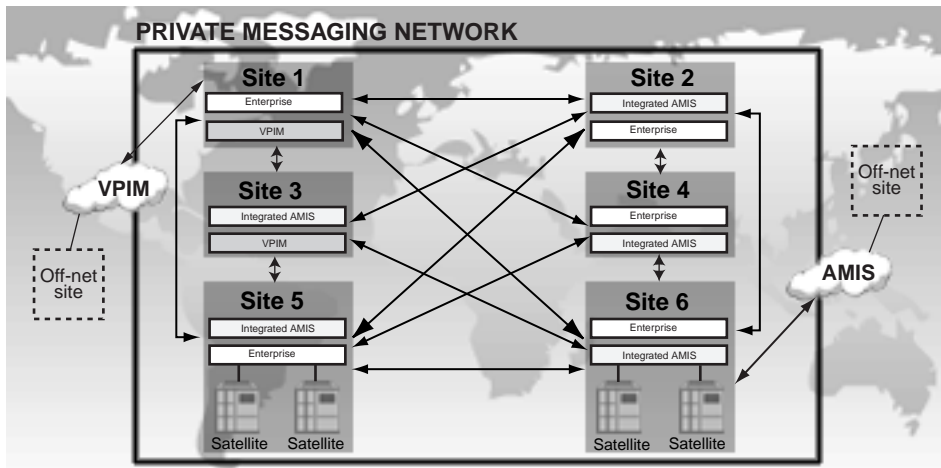 PRIVATE MESSAGING NETWORK
Site 1
Enterprise
VPIM
Site 2
Integrated AMIS
Enterprise
Site 3
Integrated AMIS
VPIM
Site 4
Enterprise
Integrated AMIS
Site 5
Integrated AMIS
Enterprise
Satellite
Satellite
Site 6
Enterprise
Integrated AMIS
Satellite
Satellite
VPIM
Off-net
site
Off-net
site
AMIS